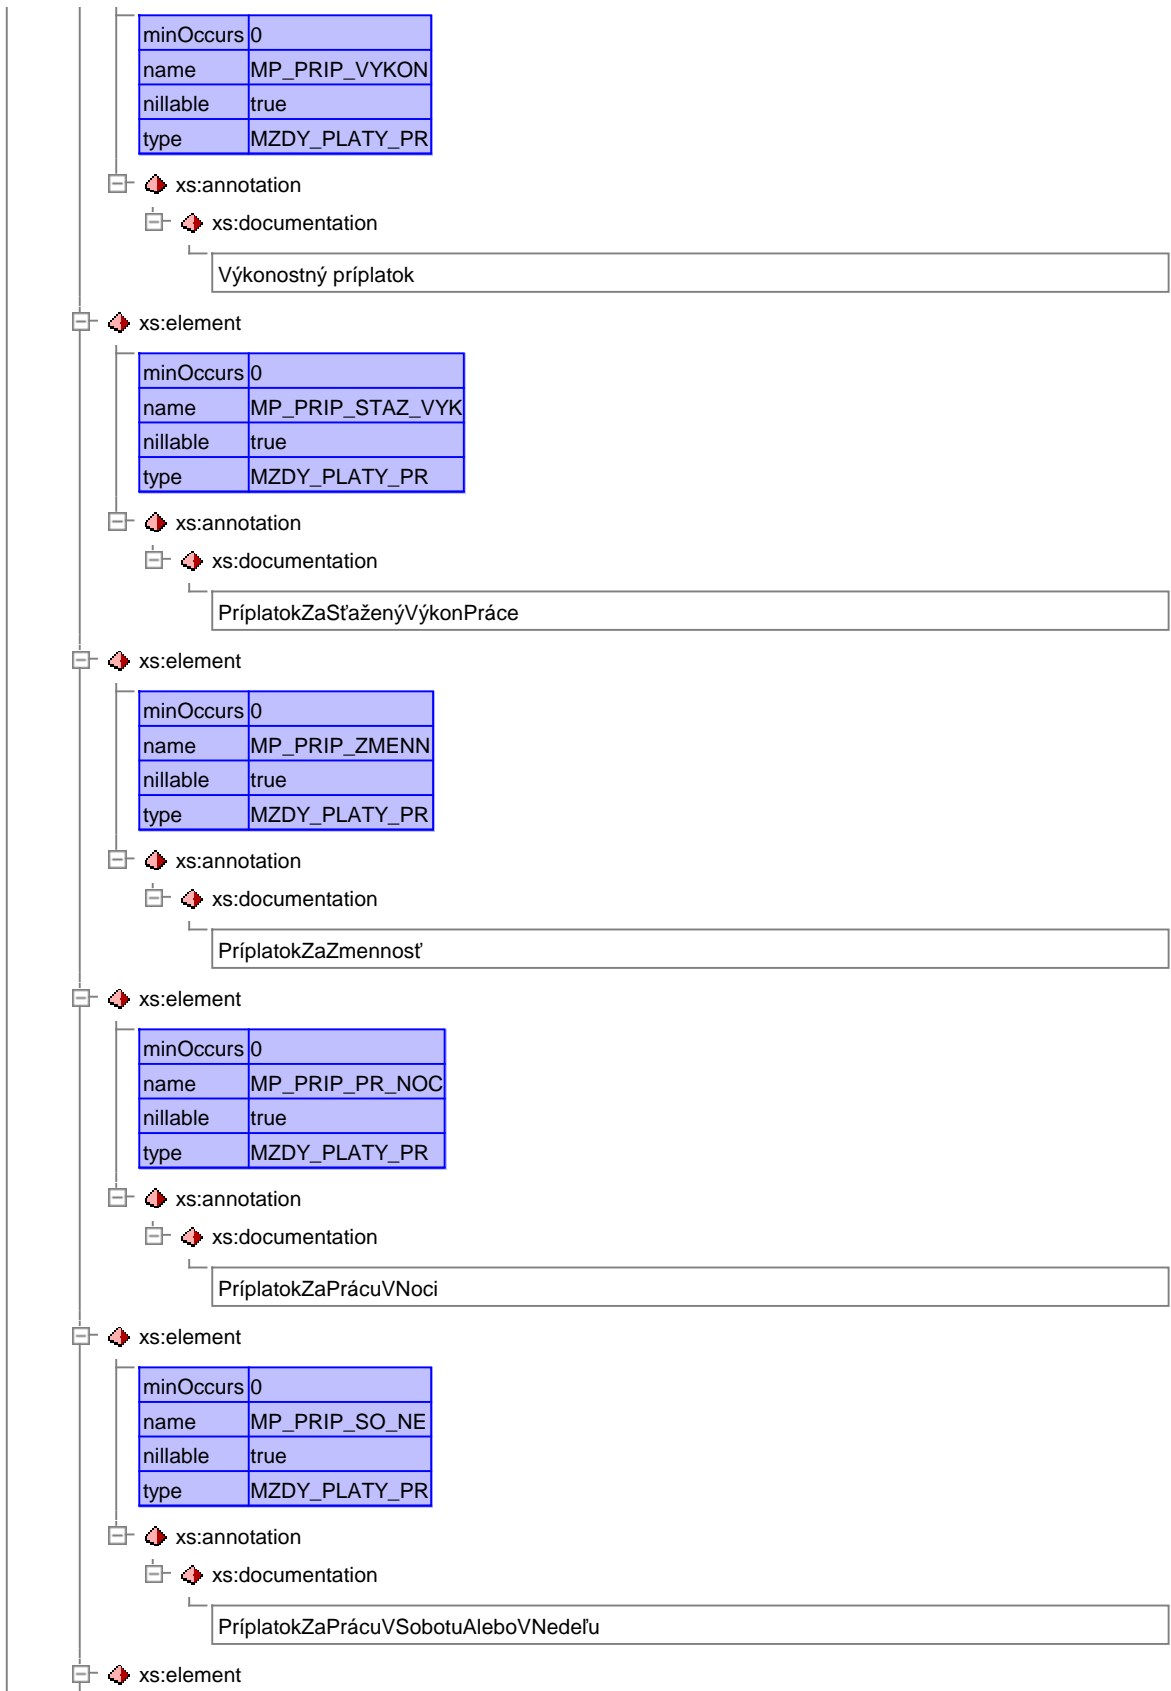 minOccurs 0
name MP_PRIP_VYKON
nillable true
type MZDY_PLATY_PR
xs:annotation
xs:documentation
Výkonostný príplatok
xs:element
minOccurs 0
name MP_PRIP_STAZ_VYK
nillable true
type MZDY_PLATY_PR
xs:annotation
xs:documentation
PríplatokZaSťaženýVýkonPráce
xs:element
minOccurs 0
name MP_PRIP_ZMENN
nillable true
type MZDY_PLATY_PR
xs:annotation
xs:documentation
PríplatokZaZmennosť
xs:element
minOccurs 0
name MP_PRIP_PR_NOC
nillable true
type MZDY_PLATY_PR
xs:annotation
xs:documentation
PríplatokZaPrácuVNoci
xs:element
minOccurs 0
name MP_PRIP_SO_NE
nillable true
type MZDY_PLATY_PR
xs:annotation
xs:documentation
PríplatokZaPrácuVSobotuAleboVNedeľu
xs:element